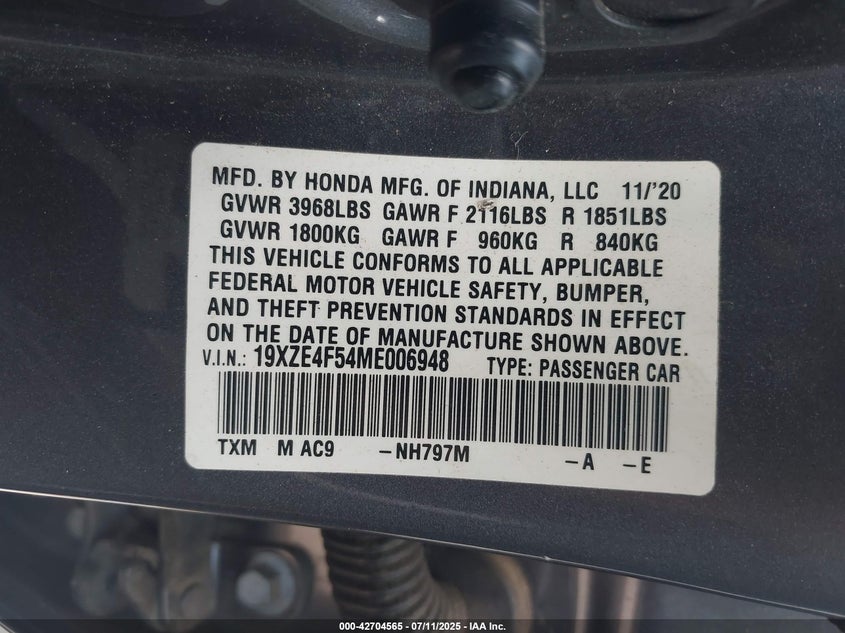 MFD. BY HONDA MFG. OF INDIANA, LLC 11/'20
GVWR 3968LBS GAWR F 2116LBS R 1851LBS
GVWR 1800KG GAWR F 960KG R 840KG
THIS VEHICLE CONFORMS TO ALL APPLICABLE
FEDERAL MOTOR VEHICLE SAFETY, BUMPER,
AND THEFT PREVENTION STANDARDS IN EFFECT
ON THE DATE OF MANUFACTURE SHOWN ABOVE.
V.I.N.: 19XZE4F54ME006948 TYPE: PASSENGER CAR
TXM M AC9 -NH797M -A -E
000-42704565 / 07/11/2025 - IAA Inc.